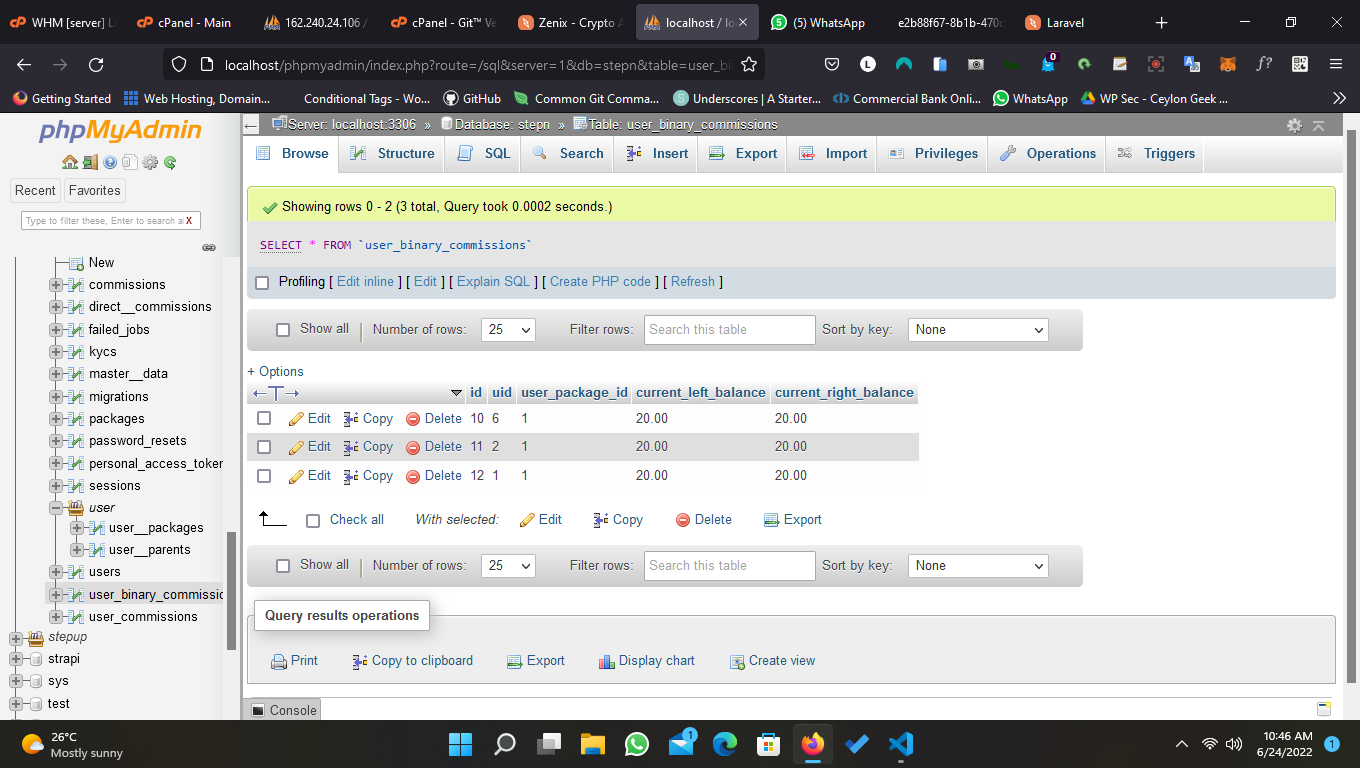 WHM [server] Li
cPanel - Main
162.240.24.106 /
cPanel - Git™ Ve
Zenix - Crypto A
localhost / lo
(5) WhatsApp
e2b88f67-8b1b-470
Laravel
localhost/phpmyadmin/index.php?route=/sql&server=1&db=stepn&table=user_bi
0
Getting Started
Web Hosting, Domain...
Conditional Tags - Wo...
GitHub
Common Git Comma...
Underscores | A Starter...
Commercial Bank Onli...
WhatsApp
WP Sec - Ceylon Geek ...
phpMyAdmin
Recent
Favorites
Type to filter these, Enter to search a
X
New
commissions
direct__commissions
failed_jobs
kycs
master__data
migrations
packages
password_resets
personal_access_token
sessions
user
user__packages
user__parents
users
user_binary_commissio
user_commissions
stepup
strapi
sys
test
Server: localhost:3306 » Database: stepn » Table: user_binary_commissions
Browse
Structure
SQL
Search
Insert
Export
Import
Privileges
Operations
Triggers
Showing rows 0 - 2 (3 total, Query took 0.0002 seconds.)
SELECT * FROM `user_binary_commissions`
Profiling [ Edit inline ] [ Edit ] [ Explain SQL ] [ Create PHP code ] [ Refresh ]
Show all | Number of rows: 25 Filter rows: Search this table Sort by key: None
+ Options
id uid user_package_id current_left_balance current_right_balance
Edit Copy Delete 10 6 1 20.00 20.00
Edit Copy Delete 11 2 1 20.00 20.00
Edit Copy Delete 12 1 1 20.00 20.00
Check all With selected: Edit Copy Delete Export
Show all | Number of rows: 25 Filter rows: Search this table Sort by key: None
Query results operations
Print
Copy to clipboard
Export
Display chart
Create view
Console
26°C
Mostly sunny
1
10:46 AM
6/24/2022
1